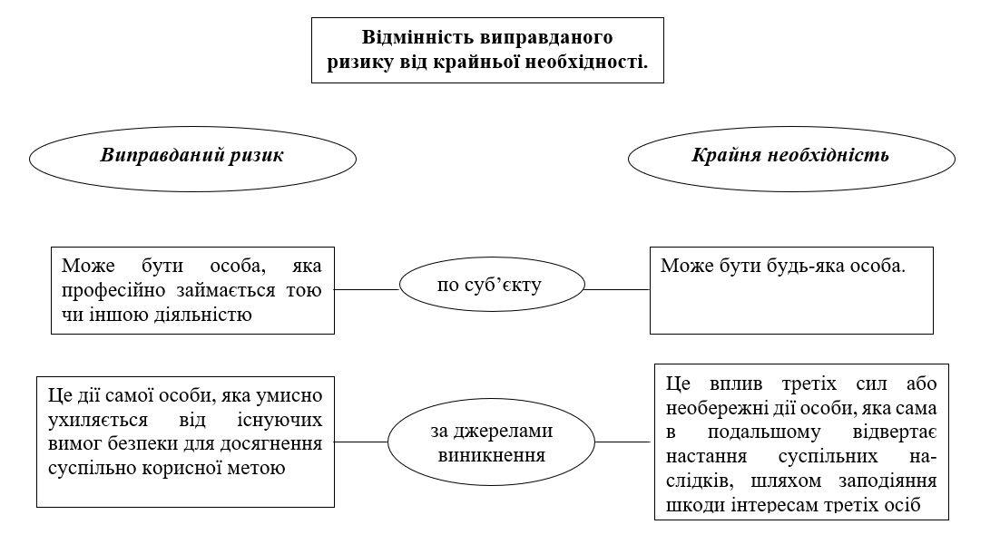 Відмінність виправданого
ризику від крайньої необхідності.
Виправданий ризик
Крайня необхідність
Може бути особа, яка
професійно займається тою
чи іншою діяльністю
по суб’єкту
Може бути будь-яка особа.
Це дії самої особи, яка умисно
ухиляється від існуючих
вимог безпеки для досягнення
суспільно корисної метою
за джерелами
виникнення
Це вплив третіх сил або
необережні дії особи, яка сама
в подальшому відвертає
настання суспільних на-
слідків, шляхом заподіяння
шкоди інтересам третіх осіб